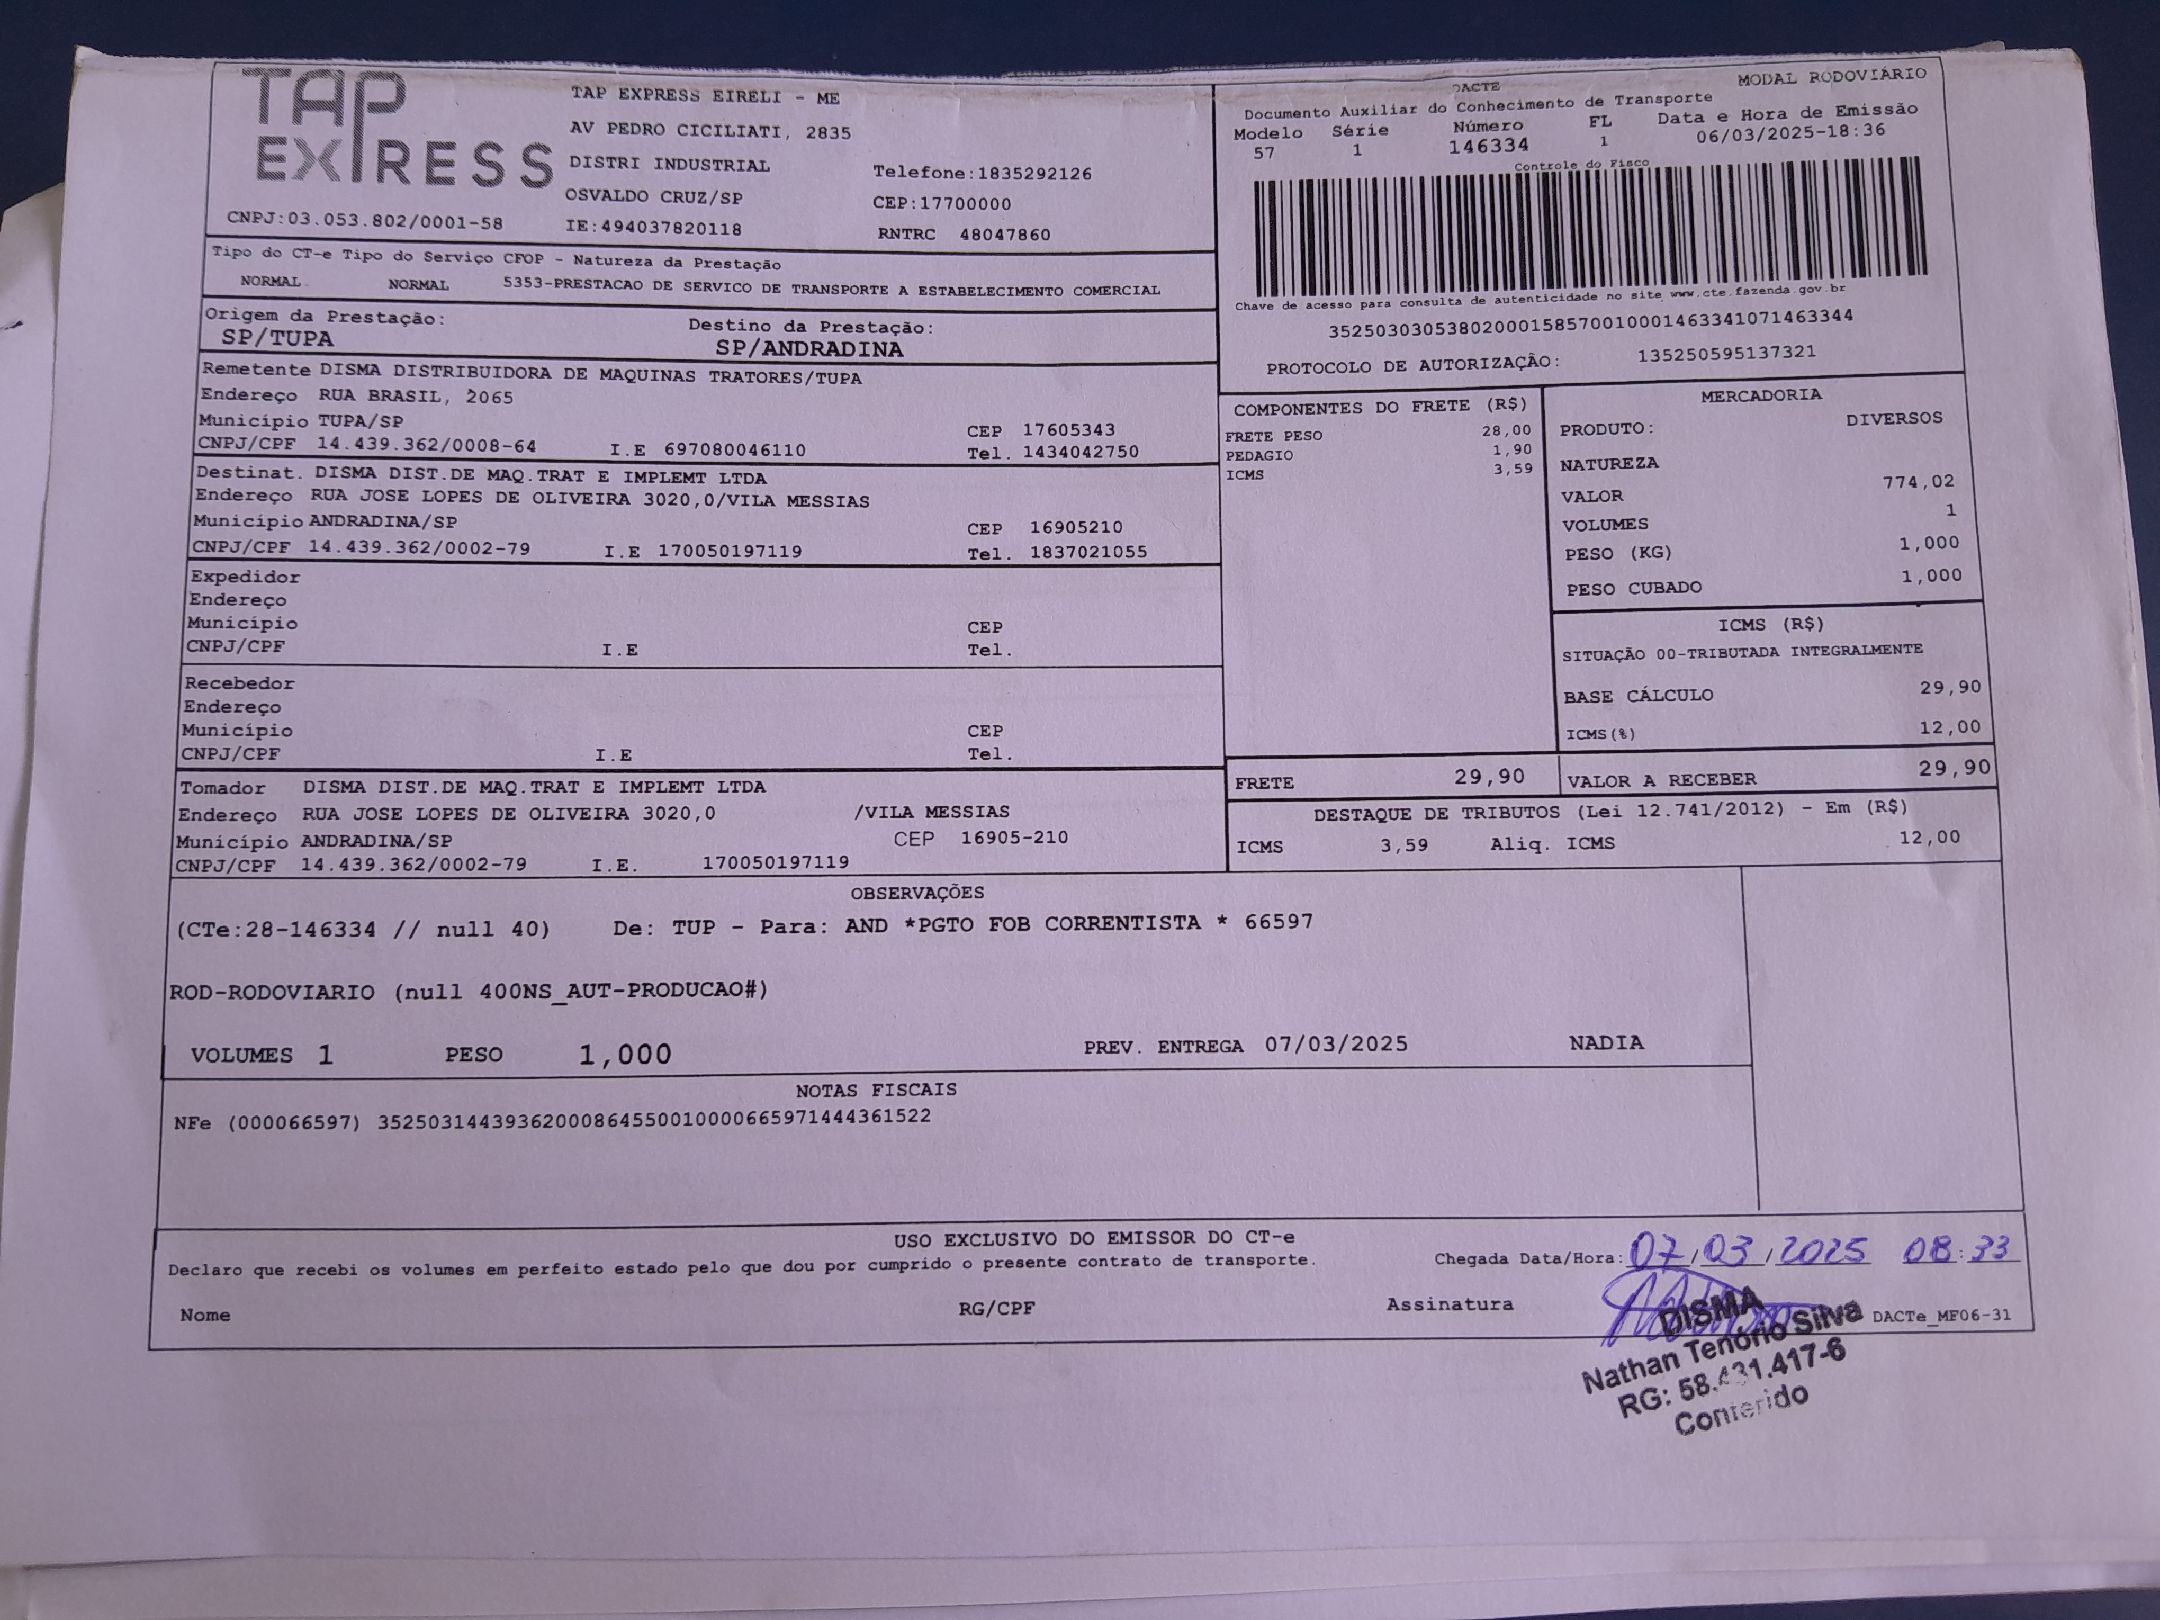 TAP EXPRESS
TAP EXPRESS EIRELI - ME
AV PEDRO CICILIATI, 2835
DISTRI INDUSTRIAL
Telefone:1835292126
OSVALDO CRUZ/SP
CEP:17700000
CNPJ:03.053.802/0001-58
IE:494037820118
RNTRC 48047860
DACTE
MODAL RODOVIÁRIO
Documento Auxiliar do Conhecimento de Transporte
Modelo Série Número FL Data e Hora de Emissão
57 1 146334 1 06/03/2025-18:36
Controle do Fisco
Chave de acesso para consulta de autenticidade no site www.cte.fazenda.gov.br
35250303053802000158570010001463341071463344
PROTOCOLO DE AUTORIZAÇÃO: 135250595137321
Tipo do CT-e Tipo do Serviço CFOP - Natureza da Prestação
NORMAL NORMAL 5353-PRESTACAO DE SERVICO DE TRANSPORTE A ESTABELECIMENTO COMERCIAL
Origem da Prestação: Destino da Prestação:
SP/TUPA SP/ANDRADINA
Remetente DISMA DISTRIBUIDORA DE MAQUINAS TRATORES/TUPA
Endereço RUA BRASIL, 2065
Município TUPA/SP CEP 17605343
CNPJ/CPF 14.439.362/0008-64 I.E 697080046110 Tel. 1434042750
Destinat. DISMA DIST.DE MAQ.TRAT E IMPLEMT LTDA
Endereço RUA JOSE LOPES DE OLIVEIRA 3020,0/VILA MESSIAS
Município ANDRADINA/SP CEP 16905210
CNPJ/CPF 14.439.362/0002-79 I.E 170050197119 Tel. 1837021055
Expedidor
Endereço
Município CEP
CNPJ/CPF I.E Tel.
Recebedor
Endereço
Município CEP
CNPJ/CPF I.E Tel.
Tomador DISMA DIST.DE MAQ.TRAT E IMPLEMT LTDA
Endereço RUA JOSE LOPES DE OLIVEIRA 3020,0 /VILA MESSIAS
Município ANDRADINA/SP CEP 16905-210
CNPJ/CPF 14.439.362/0002-79 I.E. 170050197119
COMPONENTES DO FRETE (R$)
FRETE PESO 28,00
PEDAGIO 1,90
ICMS 3,59
MERCADORIA
PRODUTO: DIVERSOS
NATUREZA
VALOR 774,02
VOLUMES 1
PESO (KG) 1,000
PESO CUBADO 1,000
ICMS (R$)
SITUAÇÃO 00-TRIBUTADA INTEGRALMENTE
BASE CÁLCULO 29,90
ICMS(%) 12,00
FRETE 29,90 VALOR A RECEBER 29,90
DESTAQUE DE TRIBUTOS (Lei 12.741/2012) - Em (R$)
ICMS 3,59 Aliq. ICMS 12,00
OBSERVAÇÕES
(CTe:28-146334 // null 40) De: TUP - Para: AND *PGTO FOB CORRENTISTA * 66597
ROD-RODOVIARIO (null 400NS_AUT-PRODUCAO#)
VOLUMES 1 PESO 1,000 PREV. ENTREGA 07/03/2025 NADIA
NOTAS FISCAIS
NFe (000066597) 35250314439362000864550010000665971444361522
USO EXCLUSIVO DO EMISSOR DO CT-e
Declaro que recebi os volumes em perfeito estado pelo que dou por cumprido o presente contrato de transporte.
Chegada Data/Hora: 07/03/2025 08:33
Nome RG/CPF Assinatura
DACTe_MF06-31
DISMA
Nathan Tenório Silva
RG: 58.431.417-6
Conferido